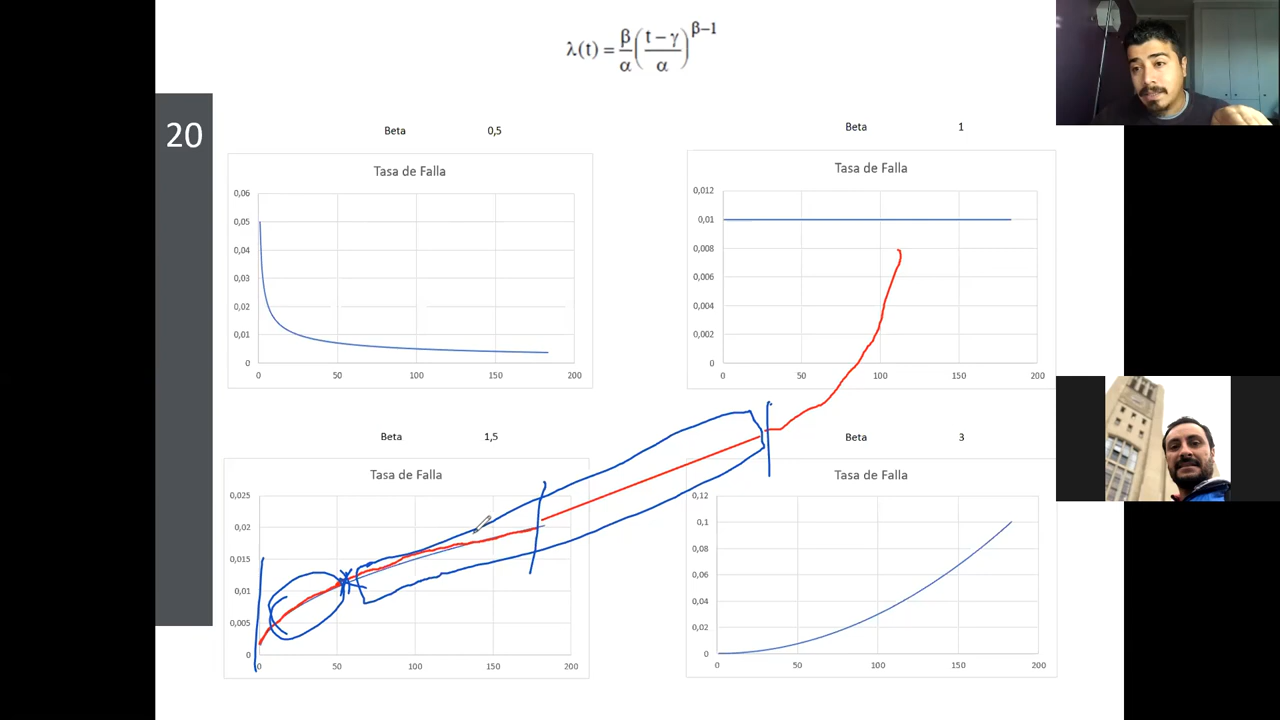 λ(t) = β/α ((t − γ)/α)^(β−1)
20
Beta 0,5
Tasa de Falla
0,06
0,05
0,04
0,03
0,02
0,01
0
0 50 100 150 200
Beta 1
Tasa de Falla
0,012
0,01
0,008
0,006
0,004
0,002
0
0 50 100 150 200
Beta 1,5
Tasa de Falla
0,025
0,02
0,015
0,01
0,005
0
0 50 100 150 200
Beta 3
Tasa de Falla
0,12
0,1
0,08
0,06
0,04
0,02
0
0 50 100 150 200